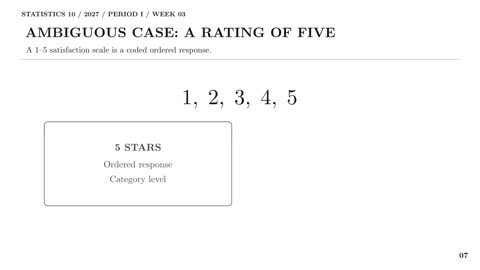 STATISTICS 10 / 2027 / PERIOD I / WEEK 03
AMBIGUOUS CASE: A RATING OF FIVE
A 1–5 satisfaction scale is a coded ordered response.
1, 2, 3, 4, 5
5 STARS
Ordered response
Category level
07